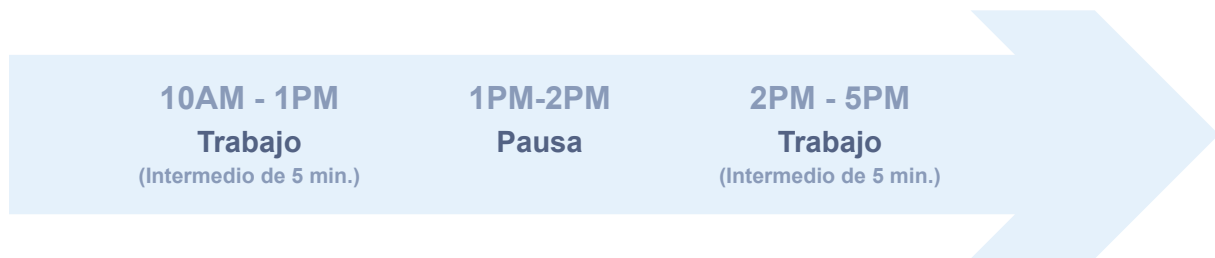 10AM - 1PM
Trabajo
(Intermedio de 5 min.)
1PM-2PM
Pausa
2PM - 5PM
Trabajo
(Intermedio de 5 min.)